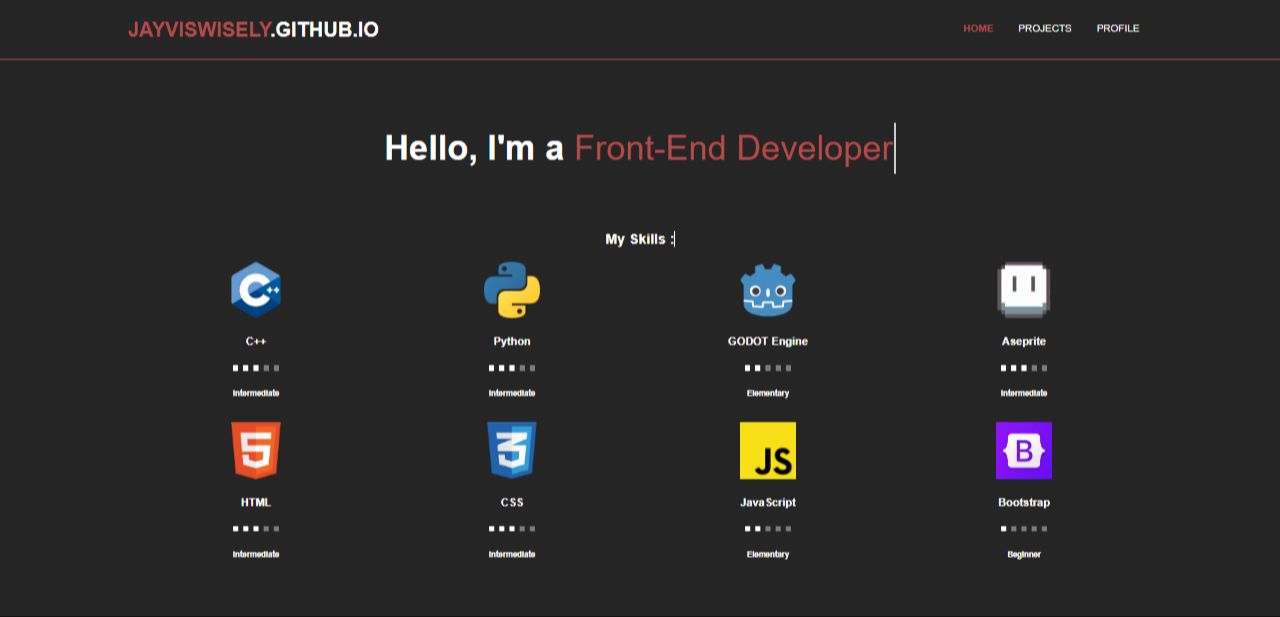 JAYVISWISELY.GITHUB.IO HOME PROJECTS PROFILE
Hello, I'm a Front-End Developer
My Skills :
C++ Python GODOT Engine Aseprite
Intermediate Intermediate Elementary Intermediate
5 3 JS B
HTML CSS JavaScript Bootstrap
Intermediate Intermediate Elementary Beginner